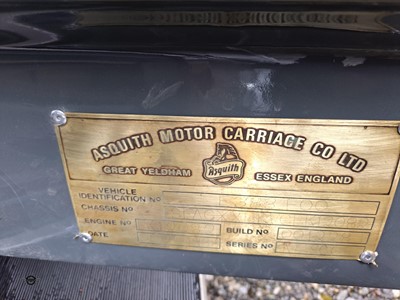 ASQUITH MOTOR CARRIAGE CO LTD
GREAT YELDHAM Asquith ESSEX ENGLAND
VEHICLE
IDENTIFICATION Nº
CHASSIS Nº
ENGINE Nº BUILD Nº
DATE SERIES Nº